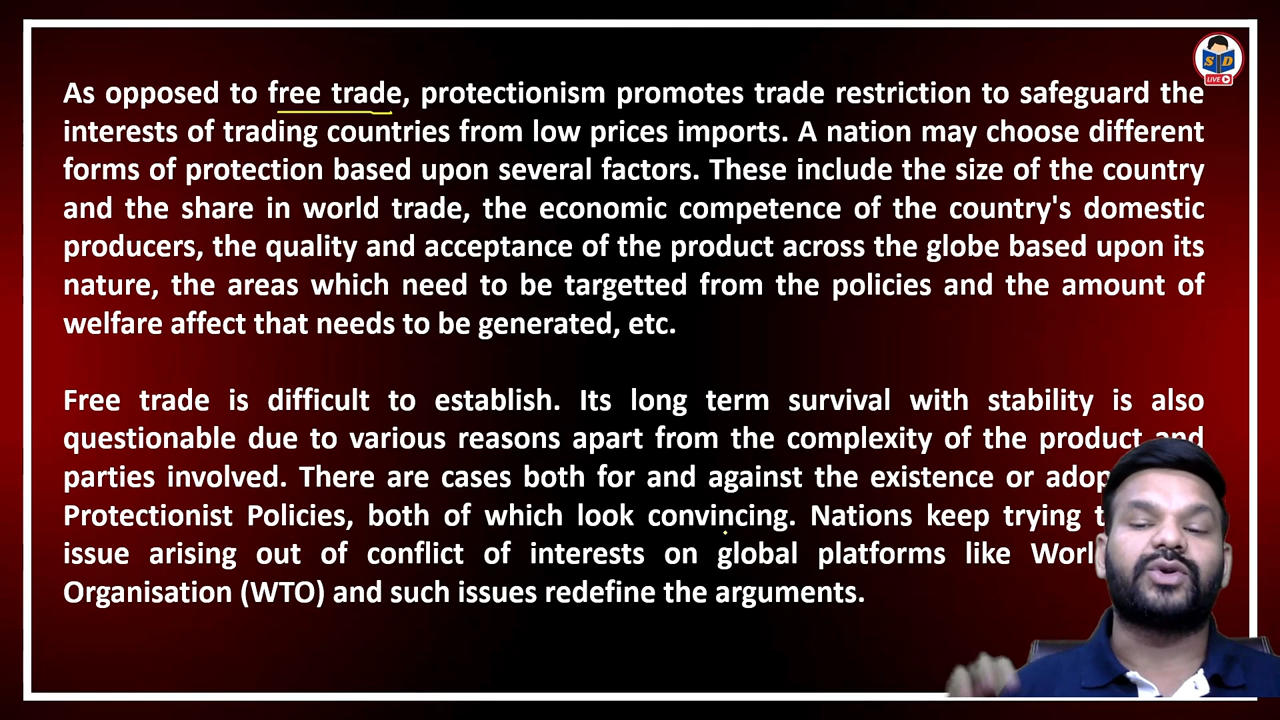 S D
LIVE
As opposed to free trade, protectionism promotes trade restriction to safeguard the
interests of trading countries from low prices imports. A nation may choose different
forms of protection based upon several factors. These include the size of the country
and the share in world trade, the economic competence of the country's domestic
producers, the quality and acceptance of the product across the globe based upon its
nature, the areas which need to be targetted from the policies and the amount of
welfare affect that needs to be generated, etc.
Free trade is difficult to establish. Its long term survival with stability is also
questionable due to various reasons apart from the complexity of the product and
parties involved. There are cases both for and against the existence or
Protectionist Policies, both of which look convincing. Nations keep trying
issue arising out of conflict of interests on global platforms like
Organisation (WTO) and such issues redefine the arguments.